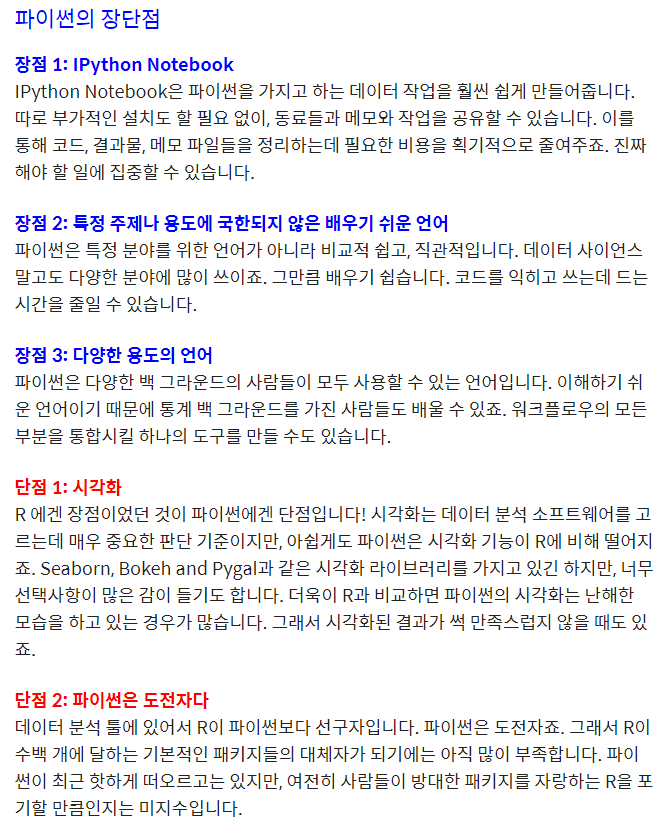 파이썬의 장단점
장점 1: IPython Notebook
IPython Notebook은 파이썬을 가지고 하는 데이터 작업을 훨씬 쉽게 만들어줍니다.
따로 부가적인 설치도 할 필요 없이, 동료들과 메모와 작업을 공유할 수 있습니다. 이를
통해 코드, 결과물, 메모 파일들을 정리하는데 필요한 비용을 획기적으로 줄여주죠. 진짜
해야 할 일에 집중할 수 있습니다.
장점 2: 특정 주제나 용도에 국한되지 않은 배우기 쉬운 언어
파이썬은 특정 분야를 위한 언어가 아니라 비교적 쉽고, 직관적입니다. 데이터 사이언스
말고도 다양한 분야에 많이 쓰이죠. 그만큼 배우기 쉽습니다. 코드를 익히고 쓰는데 드는
시간을 줄일 수 있습니다.
장점 3: 다양한 용도의 언어
파이썬은 다양한 백 그라운드의 사람들이 모두 사용할 수 있는 언어입니다. 이해하기 쉬
운 언어이기 때문에 통계 백 그라운드를 가진 사람들도 배울 수 있죠. 워크플로우의 모든
부분을 통합시킬 하나의 도구를 만들 수도 있습니다.
단점 1: 시각화
R 에겐 장점이었던 것이 파이썬에겐 단점입니다! 시각화는 데이터 분석 소프트웨어를 고
르는데 매우 중요한 판단 기준이지만, 아쉽게도 파이썬은 시각화 기능이 R에 비해 떨어지
죠. Seaborn, Bokeh and Pygal과 같은 시각화 라이브러리를 가지고 있긴 하지만, 너무
선택사항이 많은 감이 들기도 합니다. 더욱이 R과 비교하면 파이썬의 시각화는 난해한
모습을 하고 있는 경우가 많습니다. 그래서 시각화된 결과가 썩 만족스럽지 않을 때도 있
죠.
단점 2: 파이썬은 도전자다
데이터 분석 툴에 있어서 R이 파이썬보다 선구자입니다. 파이썬은 도전자죠. 그래서 R이
수백 개에 달하는 기본적인 패키지들의 대체자가 되기에는 아직 많이 부족합니다. 파이
썬이 최근 핫하게 떠오르고는 있지만, 여전히 사람들이 방대한 패키지를 자랑하는 R을 포
기할 만큼인지는 미지수입니다.